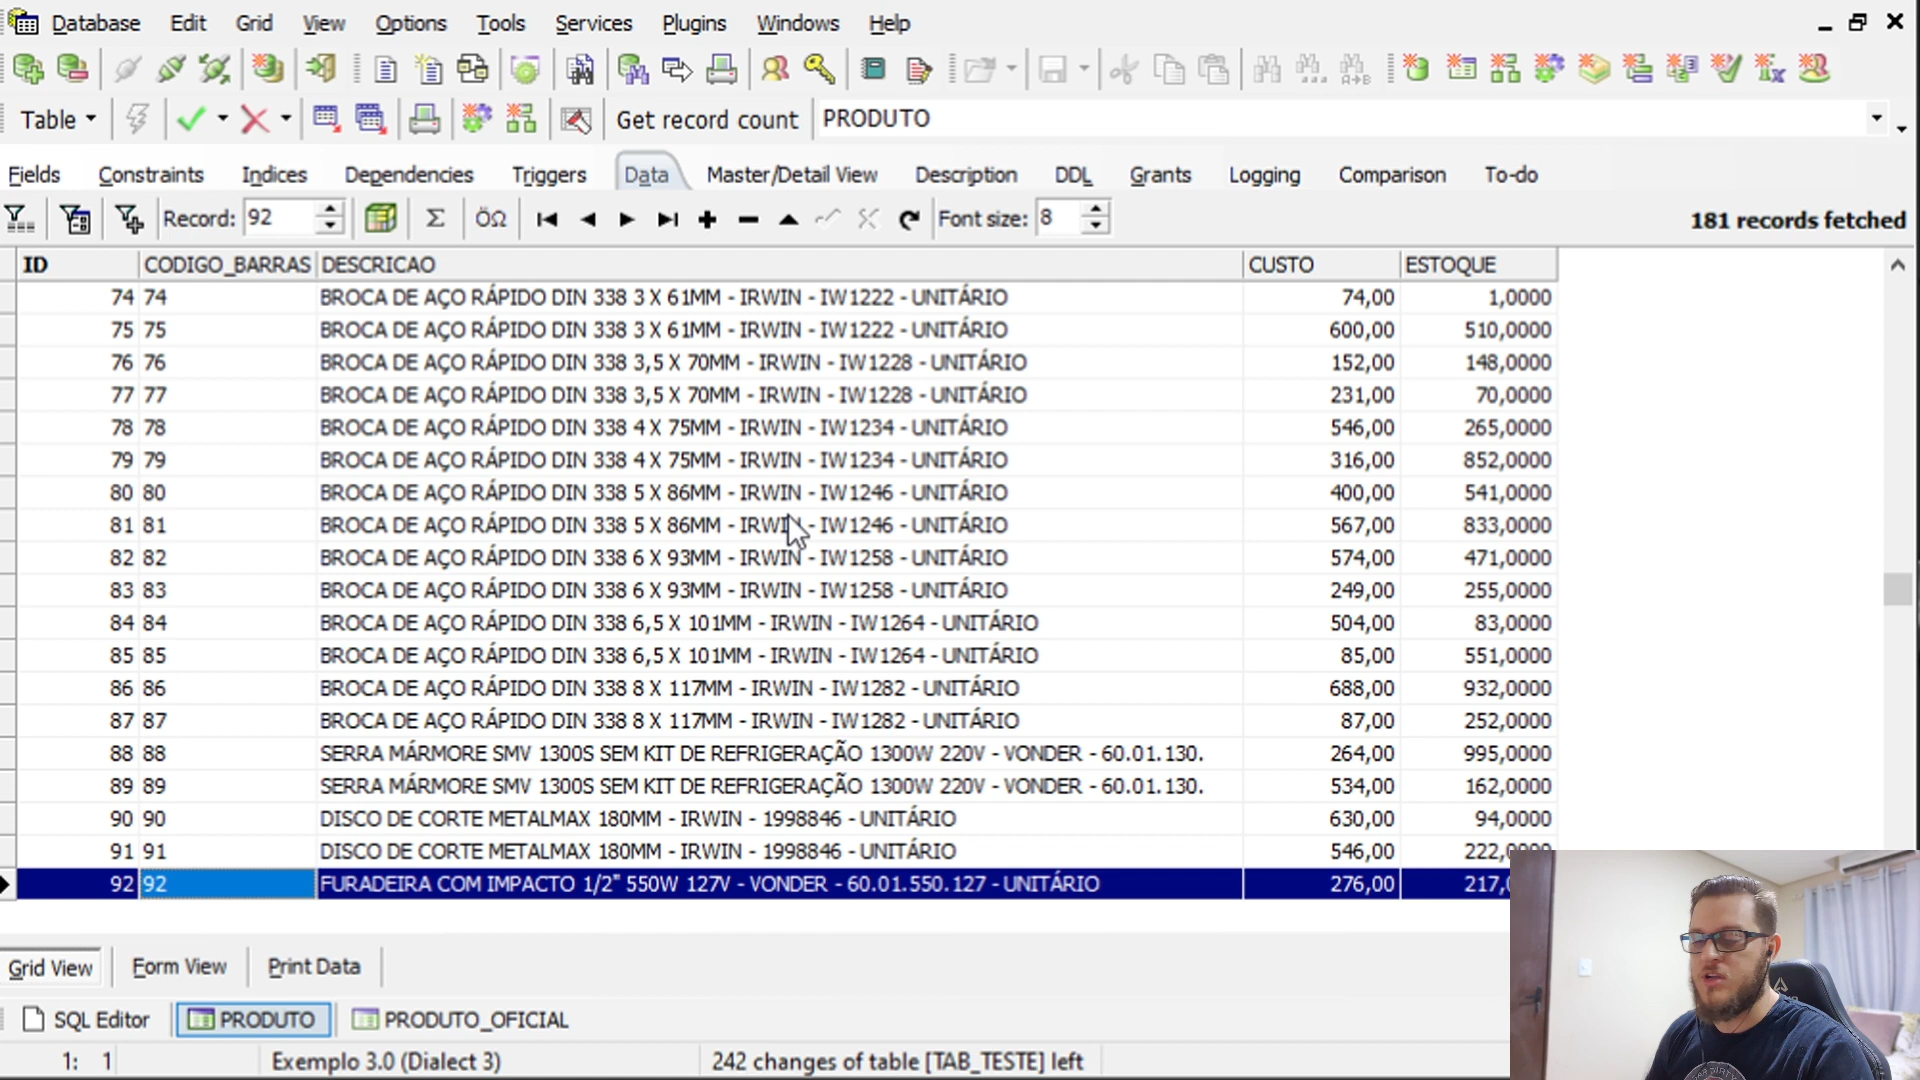 Database Edit Grid View Options Tools Services Plugins Windows Help
Table Get record count PRODUTO
Fields Constraints Indices Dependencies Triggers Data Master/Detail View Description DDL Grants Logging Comparison To-do
Record: 92 Σ ÖΩ Font size: 8 181 records fetched
ID CODIGO_BARRAS DESCRICAO CUSTO ESTOQUE
74 74 BROCA DE AÇO RÁPIDO DIN 338 3 X 61MM - IRWIN - IW1222 - UNITÁRIO 74,00 1,0000
75 75 BROCA DE AÇO RÁPIDO DIN 338 3 X 61MM - IRWIN - IW1222 - UNITÁRIO 600,00 510,0000
76 76 BROCA DE AÇO RÁPIDO DIN 338 3,5 X 70MM - IRWIN - IW1228 - UNITÁRIO 152,00 148,0000
77 77 BROCA DE AÇO RÁPIDO DIN 338 3,5 X 70MM - IRWIN - IW1228 - UNITÁRIO 231,00 70,0000
78 78 BROCA DE AÇO RÁPIDO DIN 338 4 X 75MM - IRWIN - IW1234 - UNITÁRIO 546,00 265,0000
79 79 BROCA DE AÇO RÁPIDO DIN 338 4 X 75MM - IRWIN - IW1234 - UNITÁRIO 316,00 852,0000
80 80 BROCA DE AÇO RÁPIDO DIN 338 5 X 86MM - IRWIN - IW1246 - UNITÁRIO 400,00 541,0000
81 81 BROCA DE AÇO RÁPIDO DIN 338 5 X 86MM - IRWIN - IW1246 - UNITÁRIO 567,00 833,0000
82 82 BROCA DE AÇO RÁPIDO DIN 338 6 X 93MM - IRWIN - IW1258 - UNITÁRIO 574,00 471,0000
83 83 BROCA DE AÇO RÁPIDO DIN 338 6 X 93MM - IRWIN - IW1258 - UNITÁRIO 249,00 255,0000
84 84 BROCA DE AÇO RÁPIDO DIN 338 6,5 X 101MM - IRWIN - IW1264 - UNITÁRIO 504,00 83,0000
85 85 BROCA DE AÇO RÁPIDO DIN 338 6,5 X 101MM - IRWIN - IW1264 - UNITÁRIO 85,00 551,0000
86 86 BROCA DE AÇO RÁPIDO DIN 338 8 X 117MM - IRWIN - IW1282 - UNITÁRIO 688,00 932,0000
87 87 BROCA DE AÇO RÁPIDO DIN 338 8 X 117MM - IRWIN - IW1282 - UNITÁRIO 87,00 252,0000
88 88 SERRA MÁRMORE SMV 1300S SEM KIT DE REFRIGERAÇÃO 1300W 220V - VONDER - 60.01.130. 264,00 995,0000
89 89 SERRA MÁRMORE SMV 1300S SEM KIT DE REFRIGERAÇÃO 1300W 220V - VONDER - 60.01.130. 534,00 162,0000
90 90 DISCO DE CORTE METALMAX 180MM - IRWIN - 1998846 - UNITÁRIO 630,00 94,0000
91 91 DISCO DE CORTE METALMAX 180MM - IRWIN - 1998846 - UNITÁRIO 546,00 222,
92 92 FURADEIRA COM IMPACTO 1/2" 550W 127V - VONDER - 60.01.550.127 - UNITÁRIO 276,00 217,
Grid View Form View Print Data
SQL Editor PRODUTO PRODUTO_OFICIAL
1: 1 Exemplo 3.0 (Dialect 3) 242 changes of table [TAB_TESTE] left